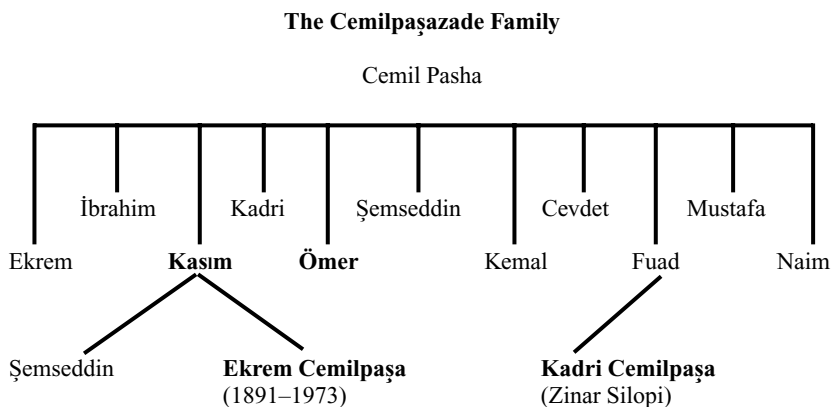 The Cemilpaşazade Family
Cemil Pasha
İbrahim Kadri Şemseddin Cevdet Mustafa
Ekrem Kasım Ömer Kemal Fuad Naim
Şemseddin Ekrem Cemilpaşa Kadri Cemilpaşa
(1891–1973) (Zinar Silopi)